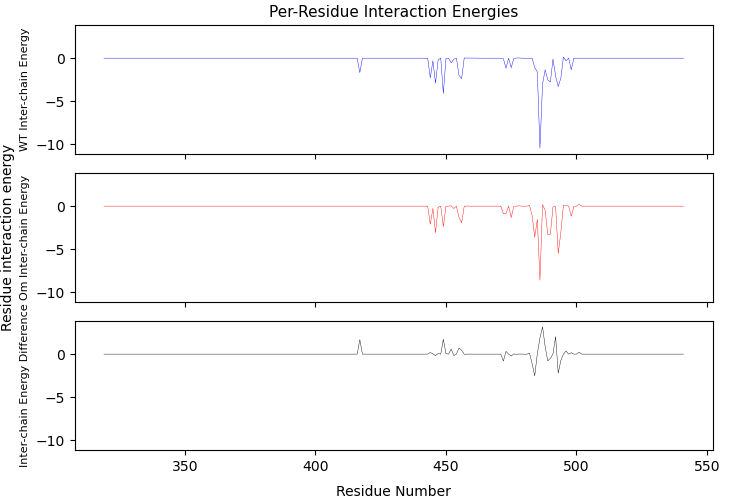 Per-Residue Interaction Energies
Residue interaction energy
WT Inter-chain Energy
0
−5
−10
Om Inter-chain Energy
0
−5
−10
Inter-chain Energy Difference
0
−5
−10
350
400
450
500
550
Residue Number